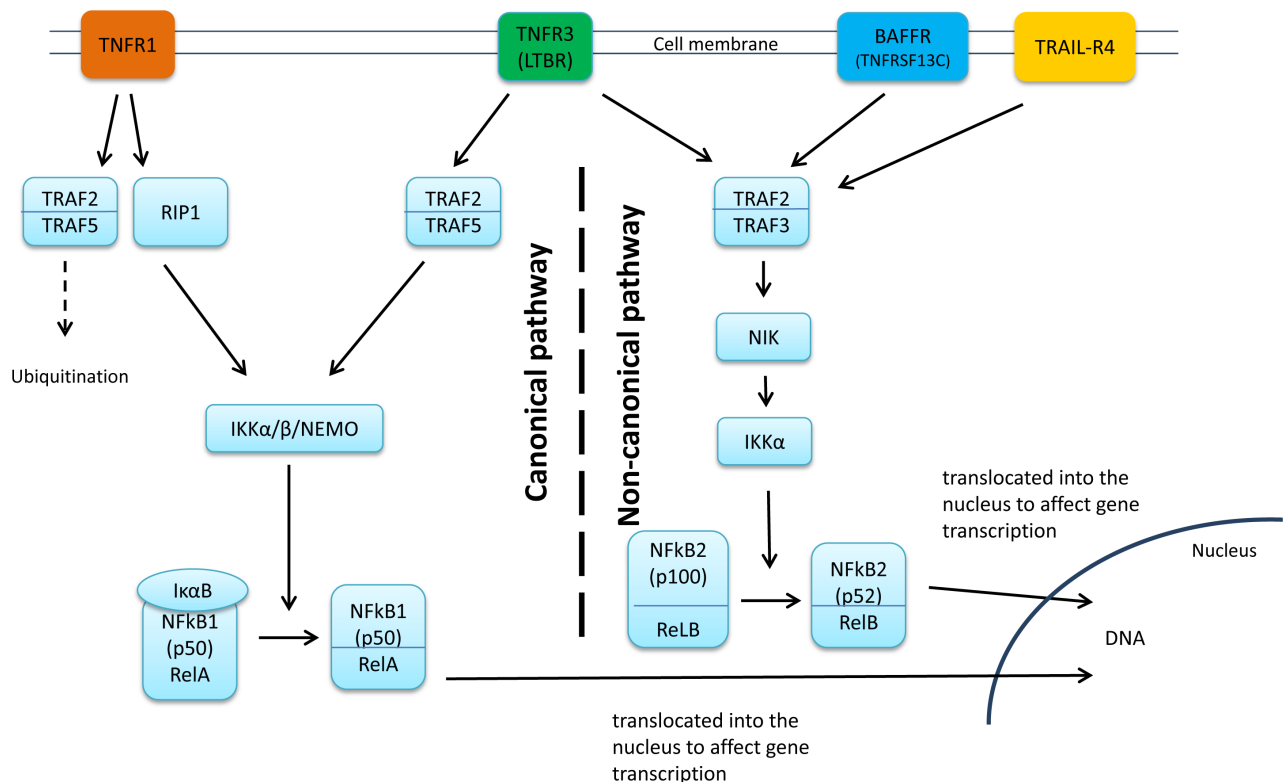 TNFR1
TNFR3
(LTBR)
Cell membrane
BAFFR
(TNFRSF13C)
TRAIL-R4
TRAF2
TRAF5
RIP1
TRAF2
TRAF5
TRAF2
TRAF3
Canonical pathway
Non-canonical pathway
NIK
Ubiquitination
IKKα/β/NEMO
IKKα
translocated into the
nucleus to affect gene
transcription
Nucleus
IκαB
NFkB1
(p50)
RelA
NFkB1
(p50)
RelA
NFkB2
(p100)
ReLB
NFkB2
(p52)
RelB
DNA
translocated into the
nucleus to affect gene
transcription